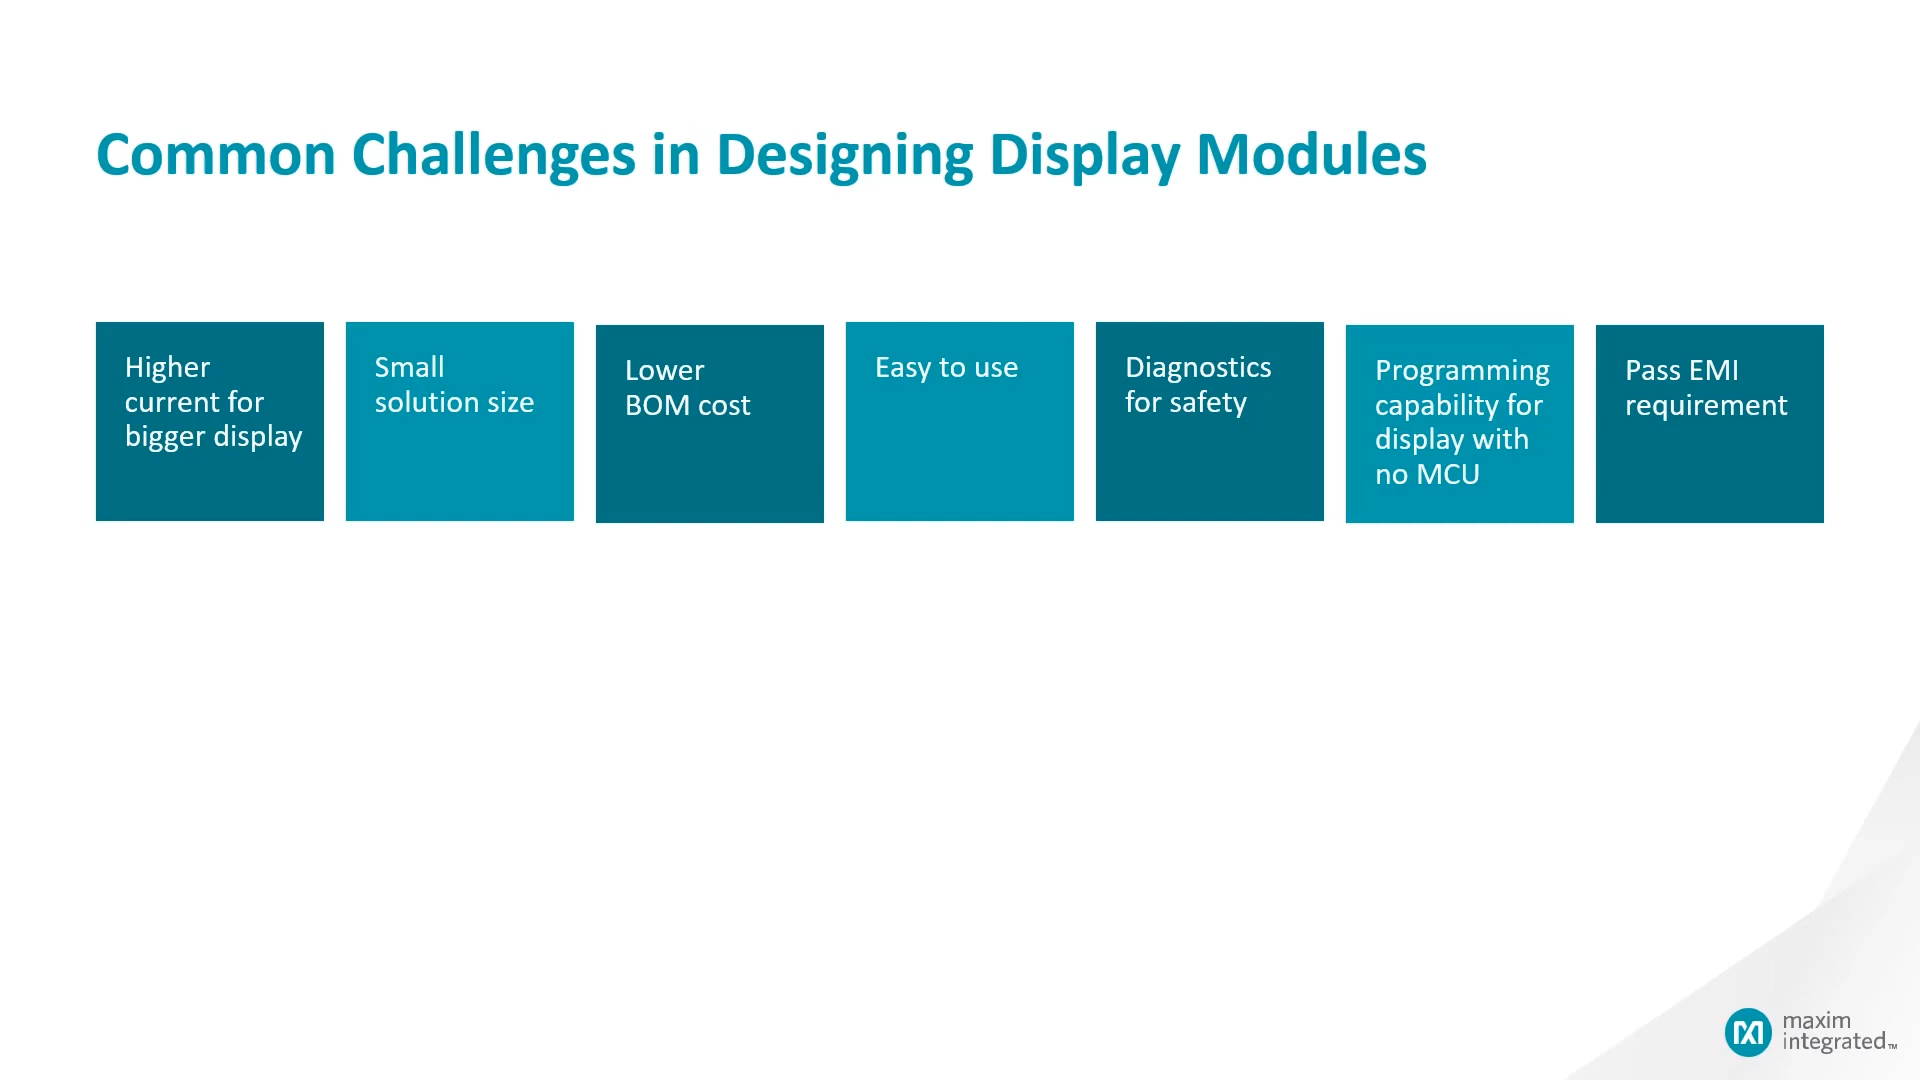 Common Challenges in Designing Display Modules
Higher
current for
bigger display
Small
solution size
Lower
BOM cost
Easy to use
Diagnostics
for safety
Programming
capability for
display with
no MCU
Pass EMI
requirement
maxim
integrated™